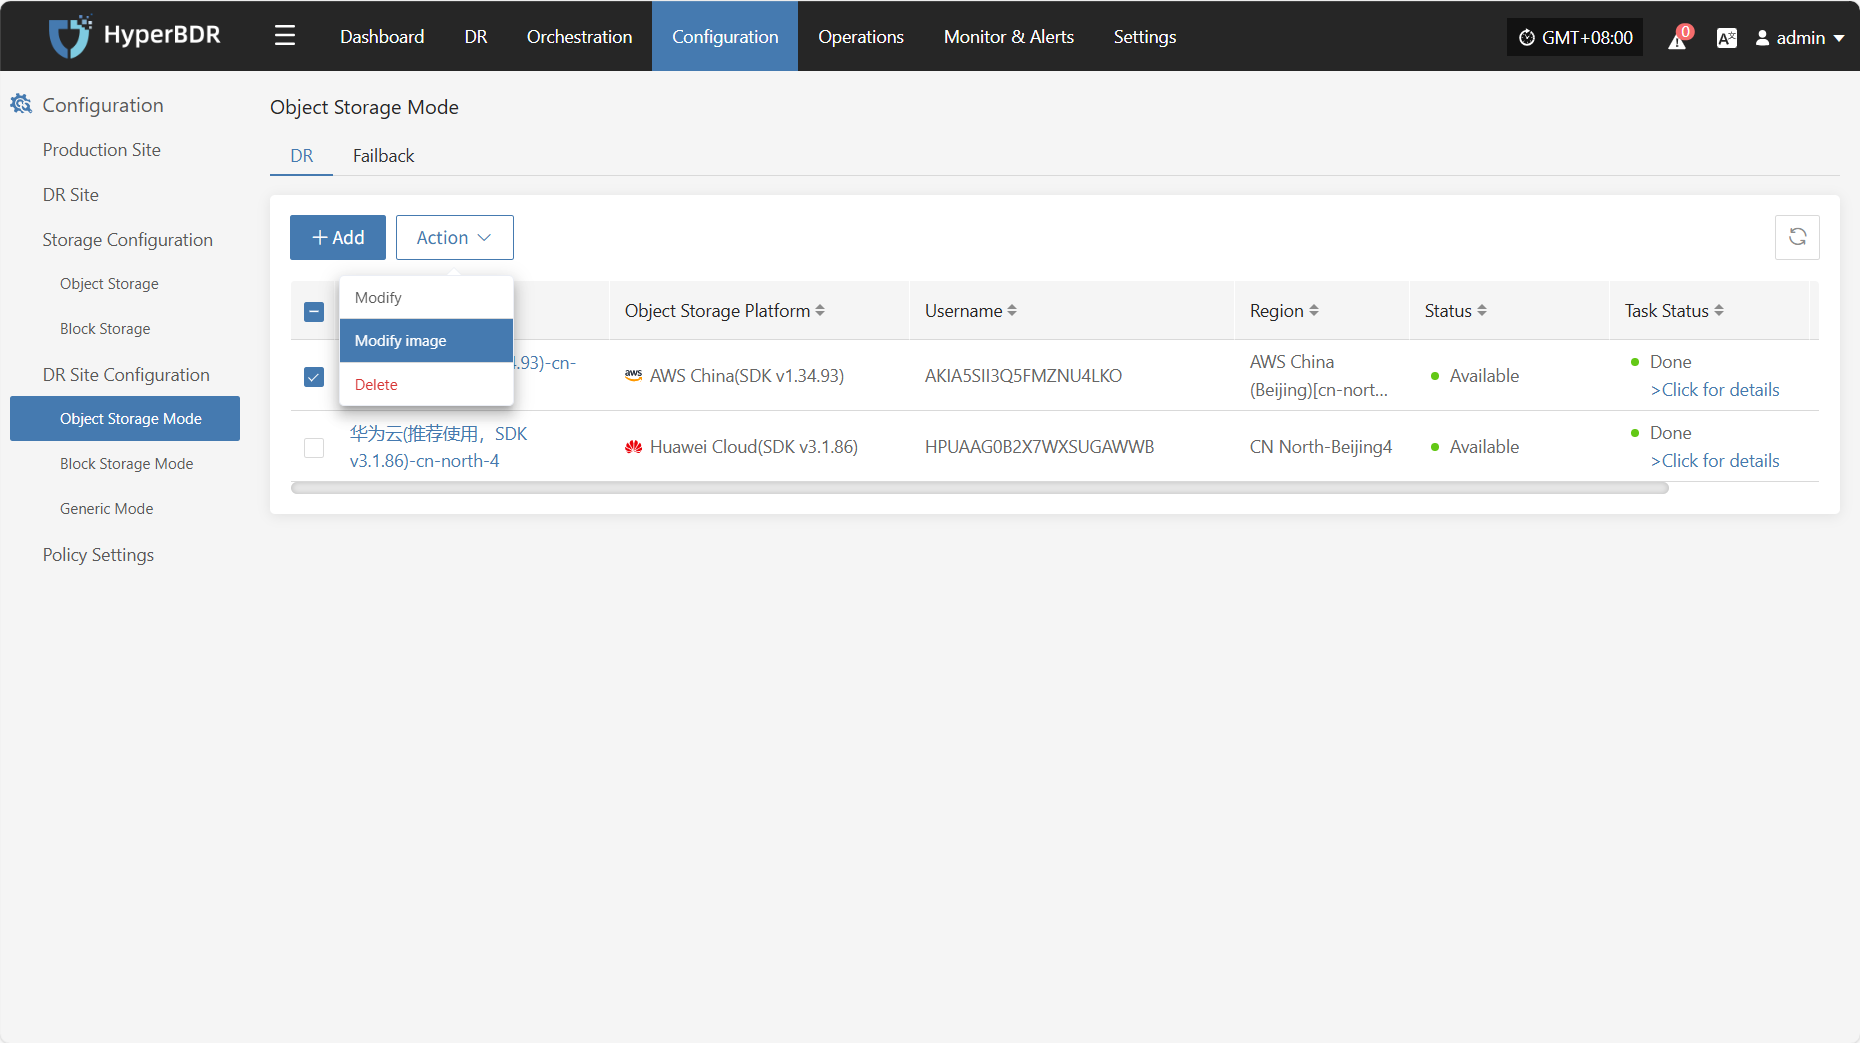 HyperBDR
Dashboard
DR
Orchestration
Configuration
Operations
Monitor & Alerts
Settings
GMT+08:00
0
admin
Configuration
Production Site
DR Site
Storage Configuration
Object Storage
Block Storage
DR Site Configuration
Object Storage Mode
Block Storage Mode
Generic Mode
Policy Settings
Object Storage Mode
DR
Failback
Add
Action
Modify
Modify image
Delete
Object Storage Platform
Username
Region
Status
Task Status
.93)-cn-
aws AWS China(SDK v1.34.93)
AKIA5SII3Q5FMZNU4LKO
AWS China
(Beijing)[cn-nort...
Available
Done
>Click for details
华为云(推荐使用，SDK
v3.1.86)-cn-north-4
Huawei Cloud(SDK v3.1.86)
HPUAAG0B2X7WXSUGAWWB
CN North-Beijing4
Available
Done
>Click for details